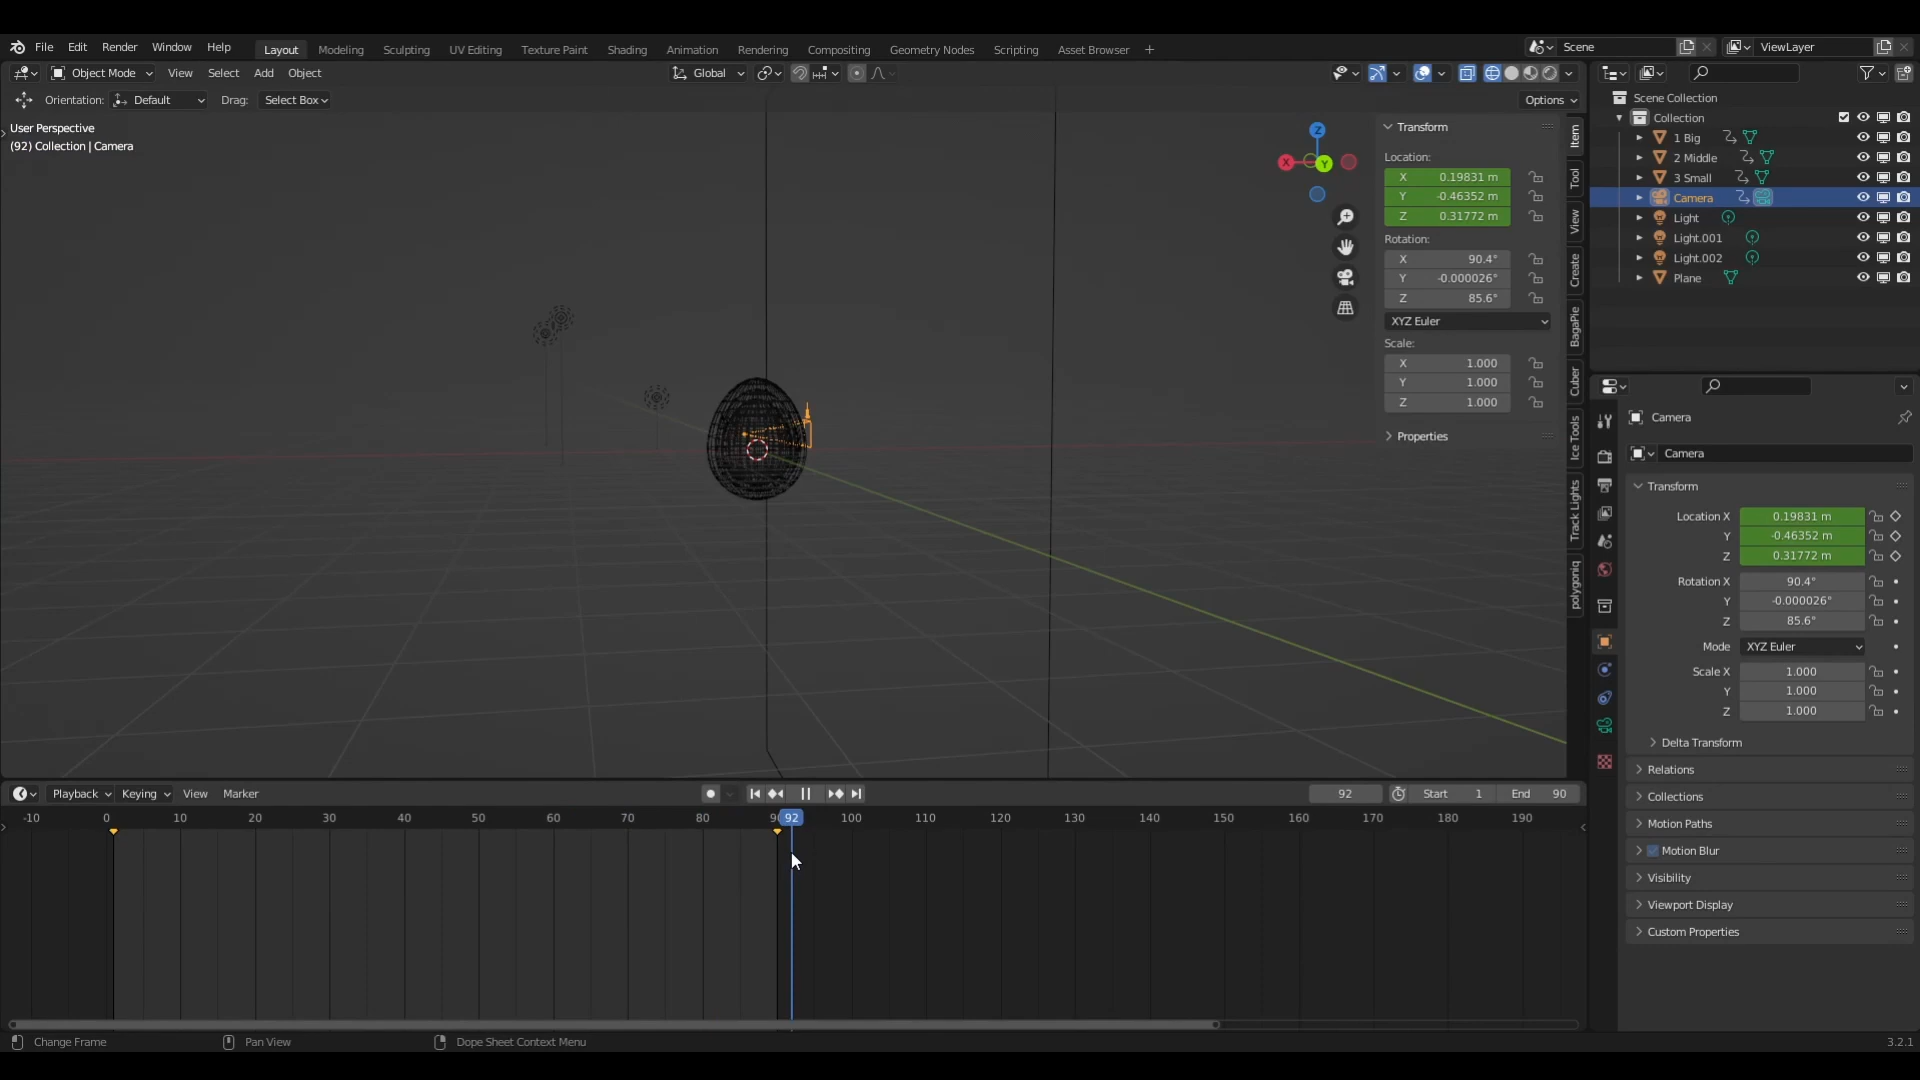 File Edit Render Window Help Layout Modeling Sculpting UV Editing Texture Paint Shading Animation Rendering Compositing Geometry Nodes Scripting Asset Browser + Scene ViewLayer
Object Mode View Select Add Object Global
Orientation: Default Drag: Select Box Options
User Perspective
(92) Collection | Camera
Z
X
Y
Transform
Location:
X 0.19831 m
Y -0.46352 m
Z 0.31772 m
Rotation:
X 90.4°
Y -0.000026°
Z 85.6°
XYZ Euler
Scale:
X 1.000
Y 1.000
Z 1.000
Properties
Item
Tool
View
Create
BagaPie
Cuber
Ice Tools
Track Lights
polygoniq
Scene Collection
Collection
1 Big
2 Middle
3 Small
Camera
Light
Light.001
Light.002
Plane
Camera
Camera
Transform
Location X 0.19831 m
Y -0.46352 m
Z 0.31772 m
Rotation X 90.4°
Y -0.000026°
Z 85.6°
Mode XYZ Euler
Scale X 1.000
Y 1.000
Z 1.000
Delta Transform
Relations
Collections
Motion Paths
Motion Blur
Visibility
Viewport Display
Custom Properties
Playback Keying View Marker 92 Start 1 End 90
-10 0 10 20 30 40 50 60 70 80 92 100 110 120 130 140 150 160 170 180 190
Change Frame Pan View Dope Sheet Context Menu 3.2.1